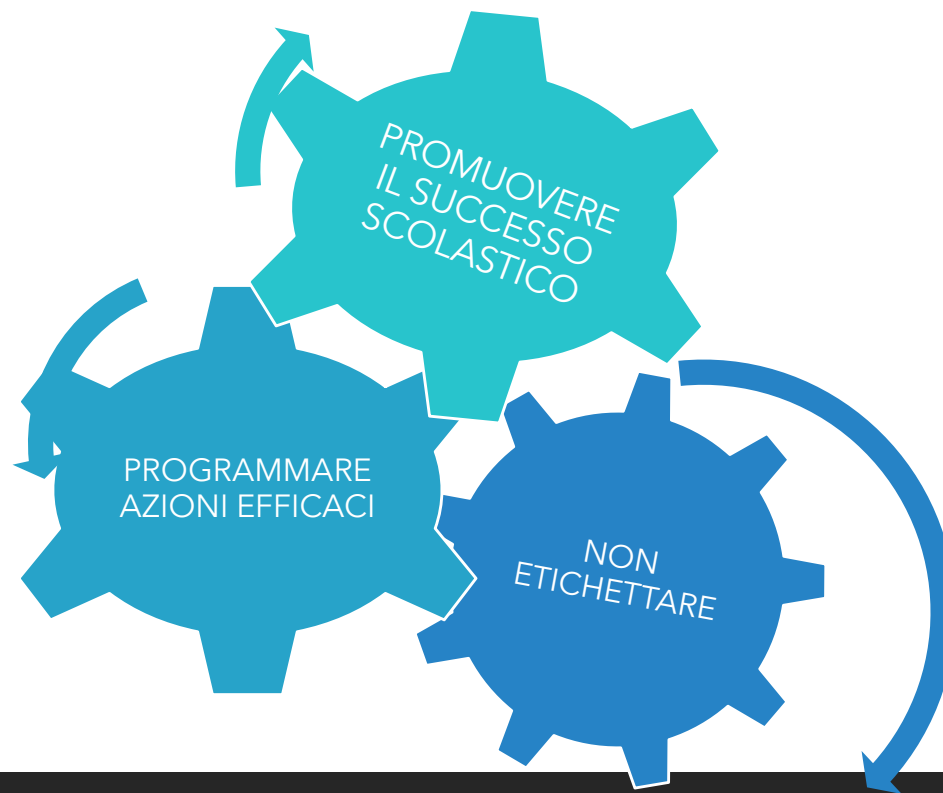 PROMUOVERE
IL SUCCESSO
SCOLASTICO
PROGRAMMARE
AZIONI EFFICACI
NON
ETICHETTARE